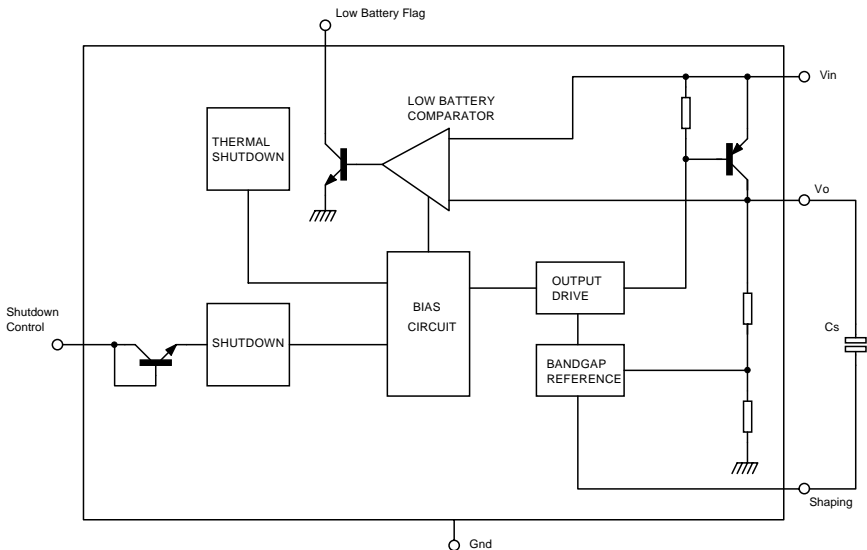 Low Battery Flag
Vin
LOW BATTERY
COMPARATOR
THERMAL
SHUTDOWN
Vo
OUTPUT
DRIVE
BIAS
CIRCUIT
Shutdown
Control
SHUTDOWN
Cs
BANDGAP
REFERENCE
Shaping
Gnd